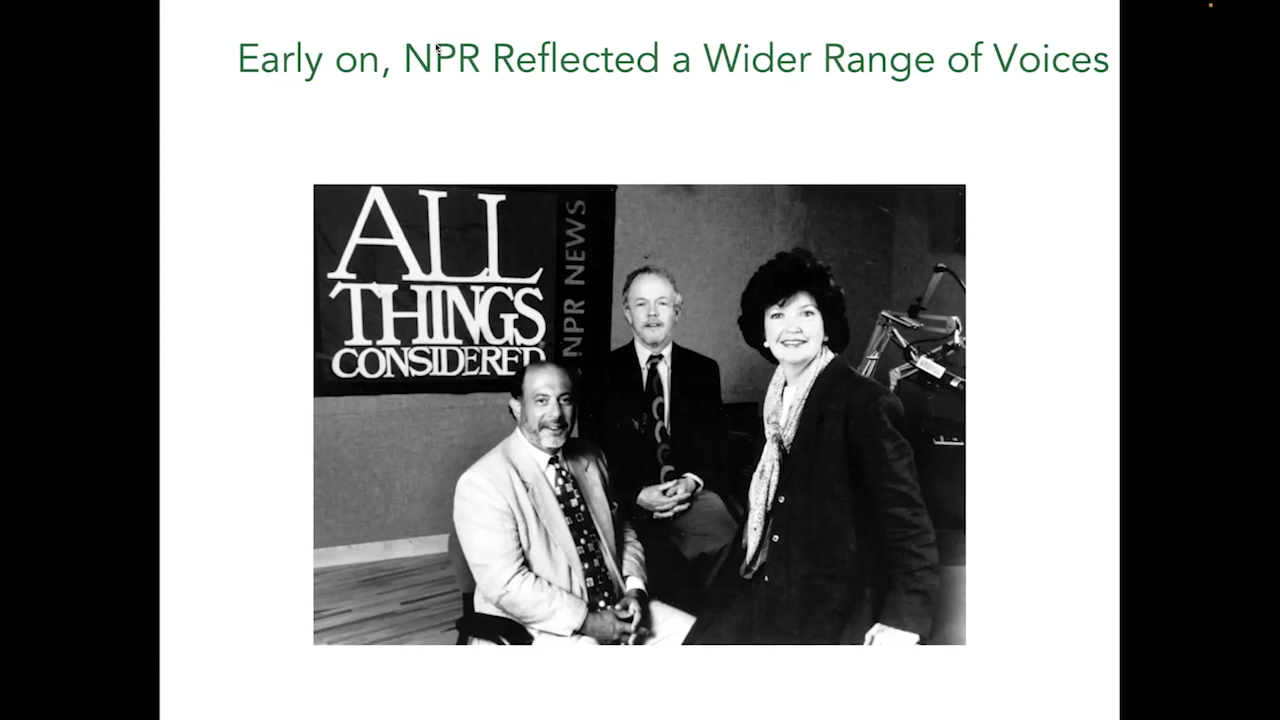 Early on, NPR Reflected a Wider Range of Voices
ALL
THINGS
CONSIDERED
NPR NEWS